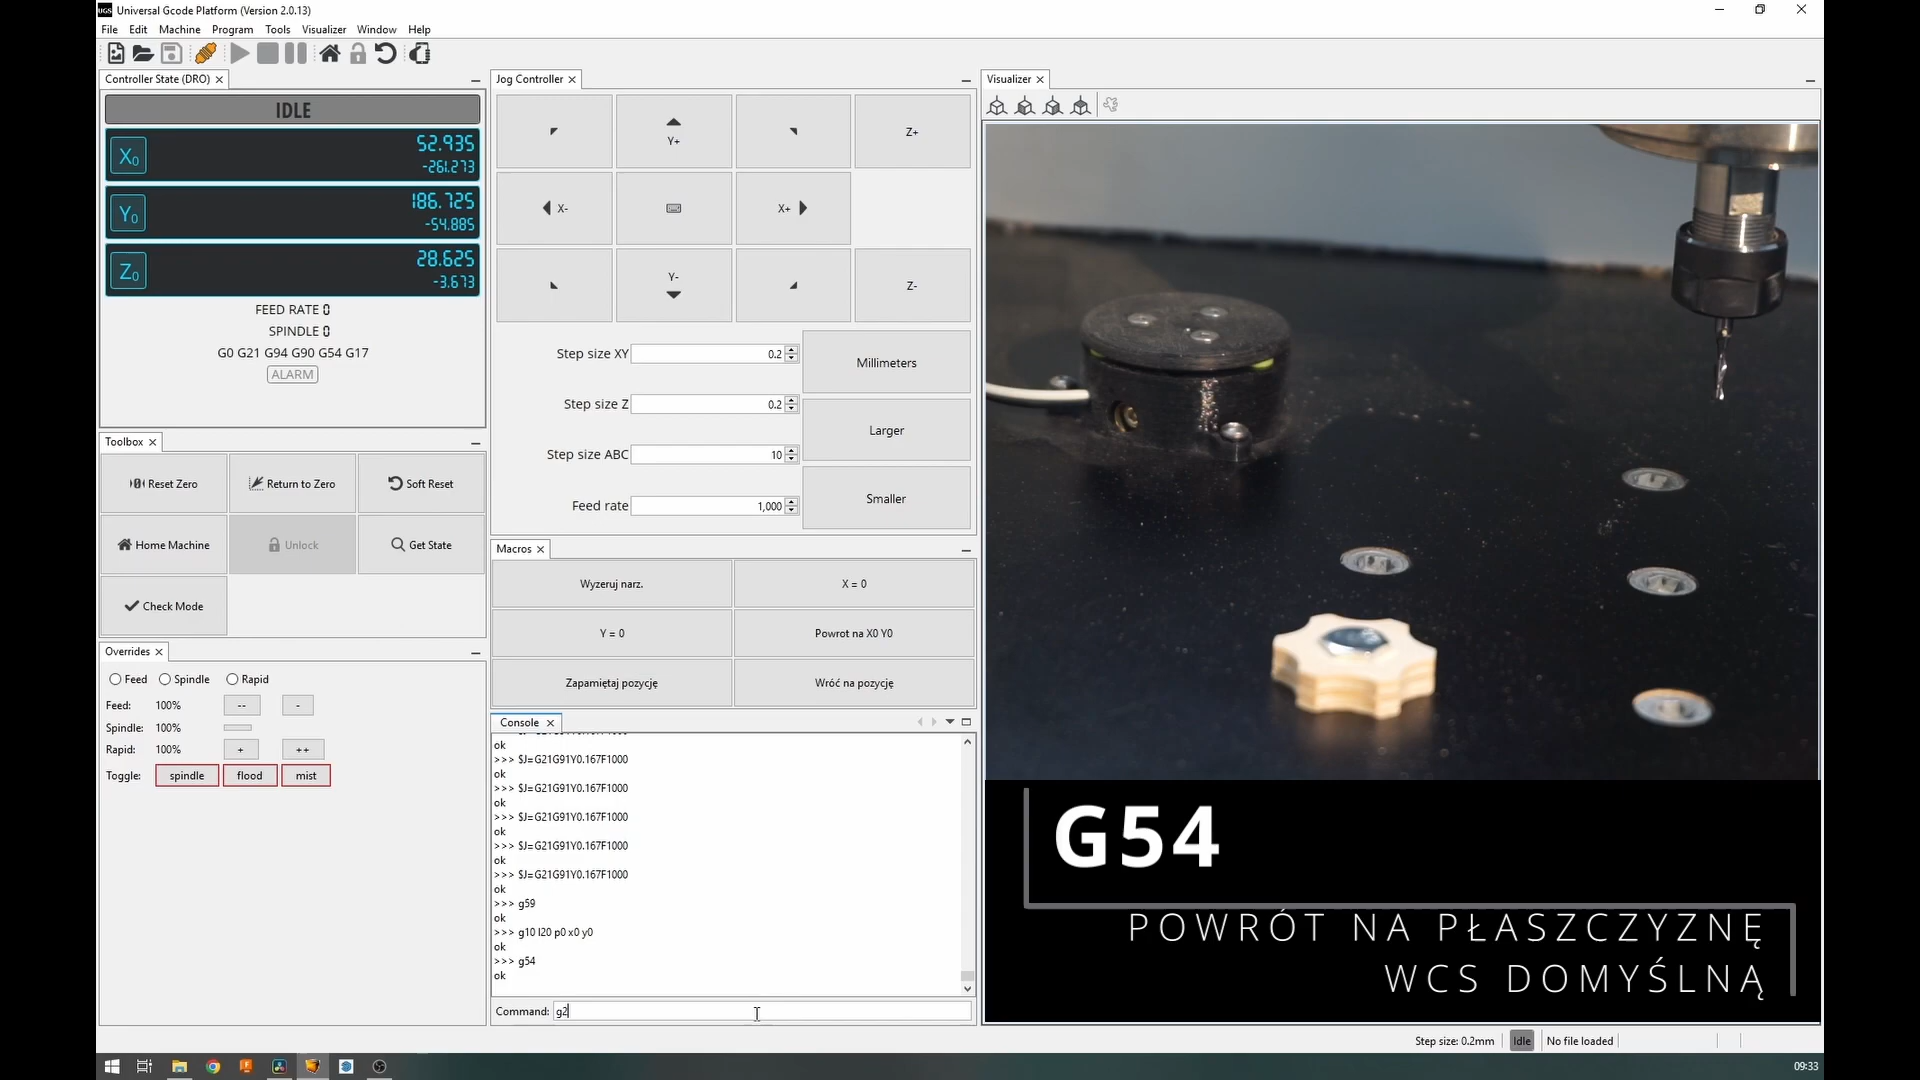 UGS Universal Gcode Platform (Version 2.0.13)
File Edit Machine Program Tools Visualizer Window Help
Controller State (DRO)
IDLE
X0 52.935
-261.273
Y0 186.725
-54.885
Z0 28.625
-3.673
FEED RATE 0
SPINDLE 0
G0 G21 G94 G90 G54 G17
ALARM
Toolbox
Reset Zero Return to Zero Soft Reset
Home Machine Unlock Get State
Check Mode
Overrides
Feed Spindle Rapid
Feed: 100% -- -
Spindle: 100%
Rapid: 100% + ++
Toggle: spindle flood mist
Jog Controller
Y+ Z+
X- X+
Y- Z-
Step size XY 0.2 Millimeters
Step size Z 0.2
Larger
Step size ABC 10
Feed rate 1,000 Smaller
Macros
Wyzeruj narz. X = 0
Y = 0 Powrot na X0 Y0
Zapamiętaj pozycję Wróć na pozycję
Console
ok
>>> $J=G21G91Y0.167F1000
ok
>>> $J=G21G91Y0.167F1000
ok
>>> $J=G21G91Y0.167F1000
ok
>>> $J=G21G91Y0.167F1000
ok
>>> $J=G21G91Y0.167F1000
ok
>>> g59
ok
>>> g10 l20 p0 x0 y0
ok
>>> g54
ok
Command: g2
Visualizer
G54
POWRÓT NA PŁASZCZYZNĘ
WCS DOMYŚLNĄ
Step size: 0.2mm Idle No file loaded
09:33